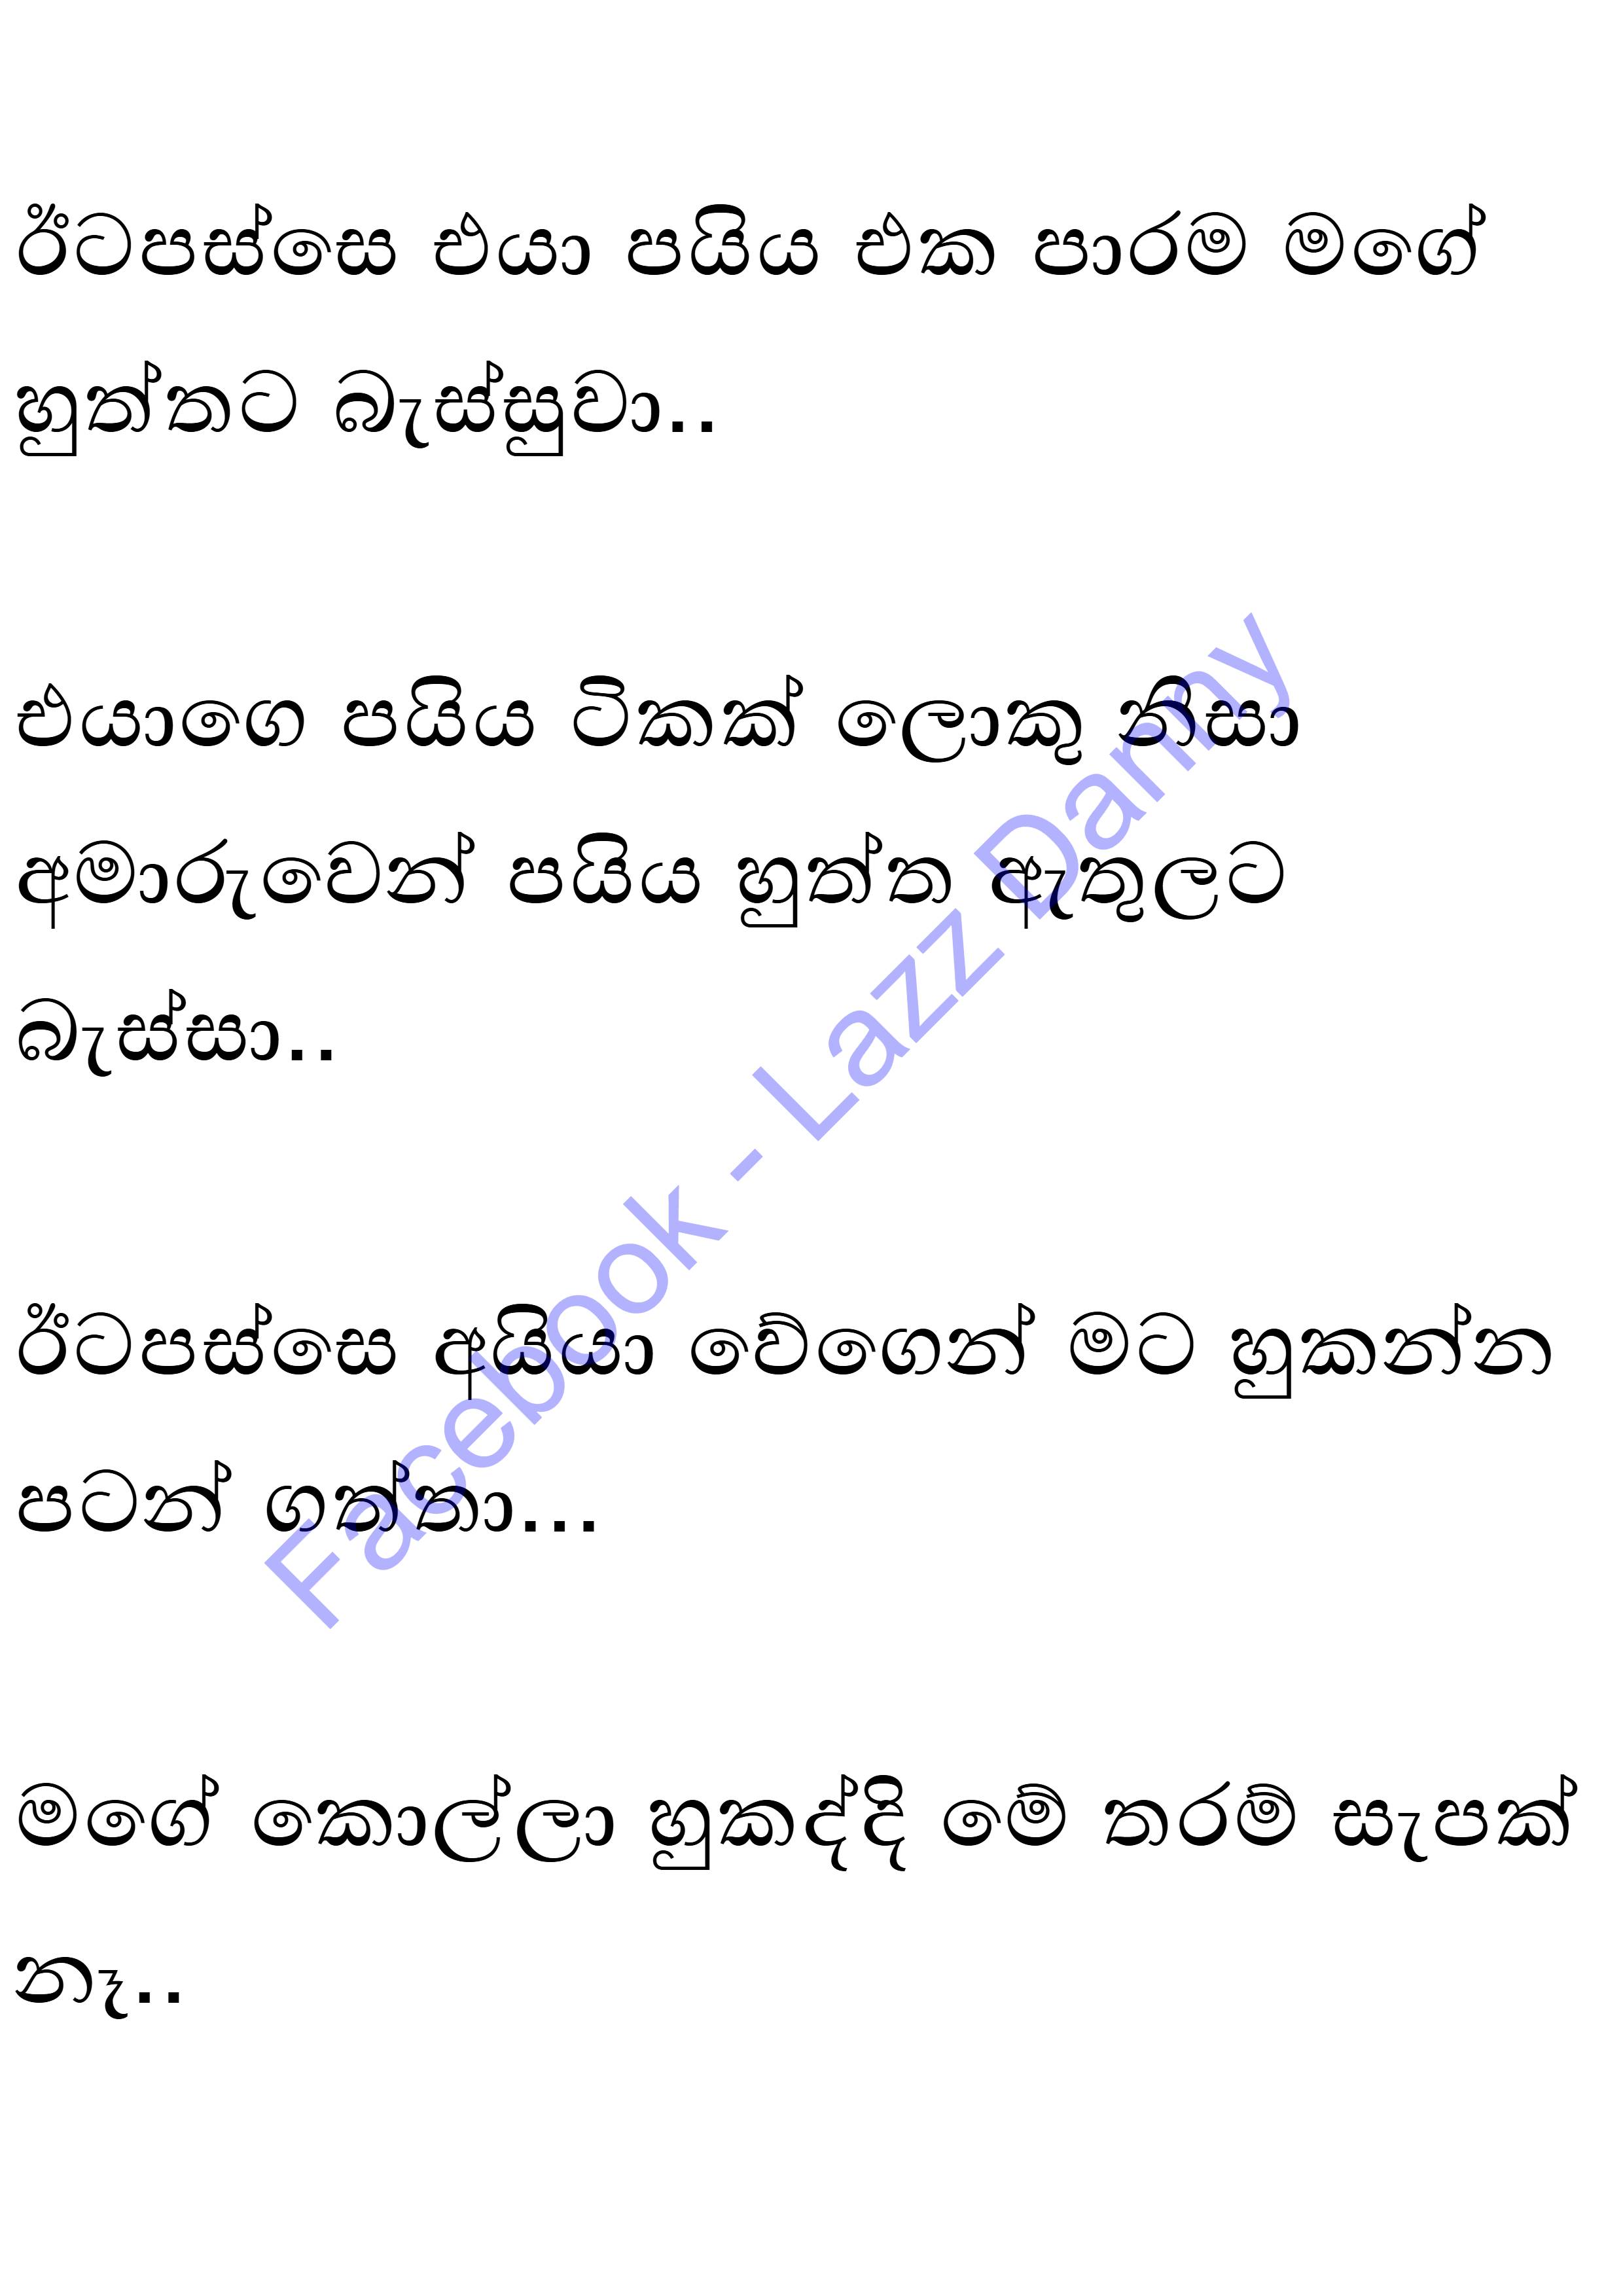 ඊටපස්සෙ එයා පයිය එක පාරම මගේ
හුත්තට බැස්සුවා..
එයාගෙ පයිය ටිකක් ලොකු නිසා
අමාරුවෙන් පයිය හුත්ත ඇතුලට
බැස්සා..
ඊටපස්සෙ අයියා වේගෙන් මට හුකන්න
පටන් ගත්තා...
මගේ කොල්ලා හුකද්දි මේ තරම් සැපක්
නෑ..
Facebook - Lazz Danny